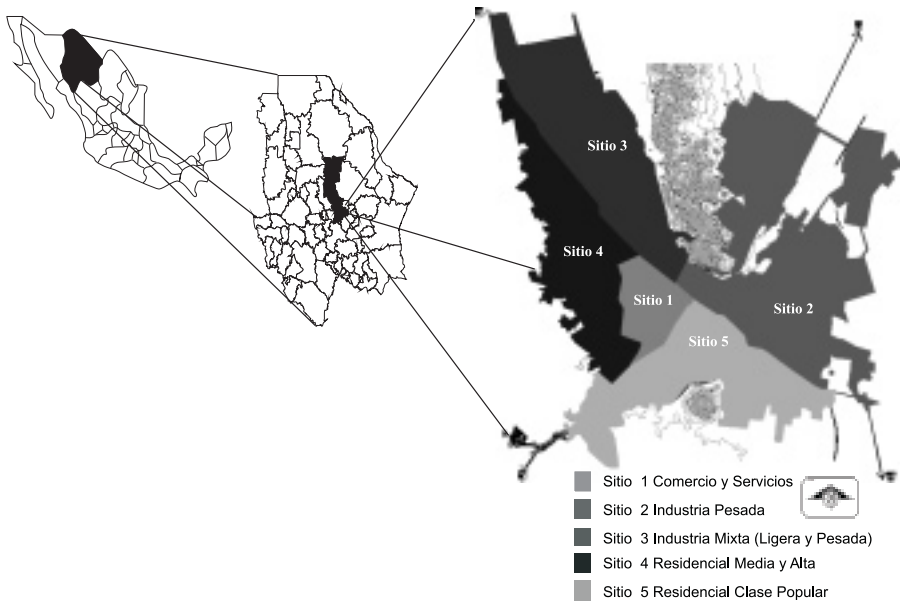 Sitio 3
Sitio 4
Sitio 1
Sitio 2
Sitio 5
Sitio 1 Comercio y Servicios
Sitio 2 Industria Pesada
Sitio 3 Industria Mixta (Ligera y Pesada)
Sitio 4 Residencial Media y Alta
Sitio 5 Residencial Clase Popular